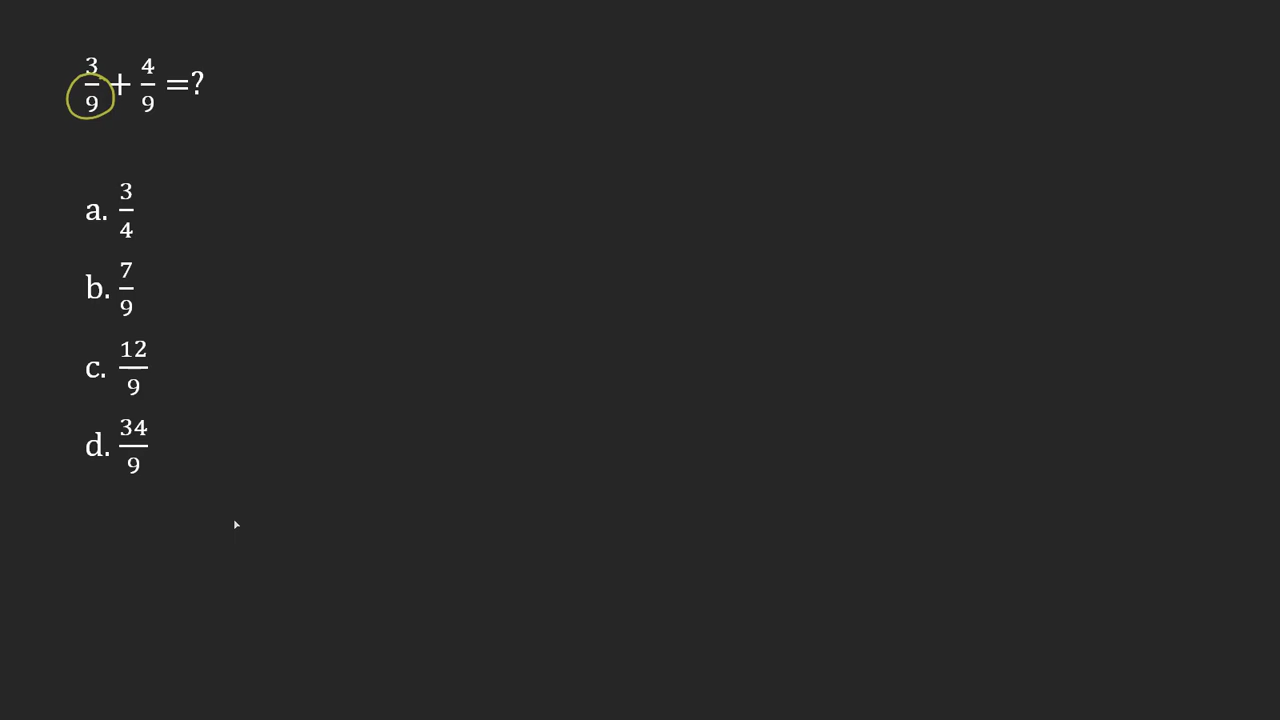 3/9 + 4/9 =?
a. 3/4
b. 7/9
c. 12/9
d. 34/9